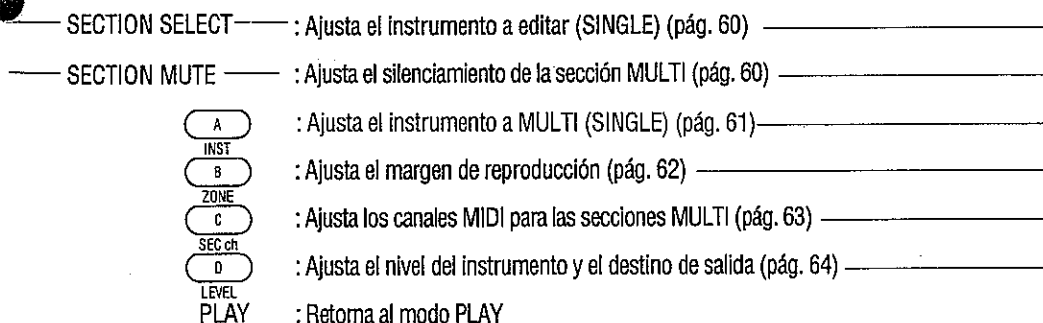 SECTION SELECT : Ajusta el instrumento a editar (SINGLE) (pág. 60)
SECTION MUTE : Ajusta el silenciamiento de la sección MULTI (pág. 60)
A : Ajusta el instrumento a MULTI (SINGLE) (pág. 61)
INST
B : Ajusta el margen de reproducción (pág. 62)
ZONE
C : Ajusta los canales MIDI para las secciones MULTI (pág. 63)
SEC ch
D : Ajusta el nivel del instrumento y el destino de salida (pág. 64)
LEVEL
PLAY : Retorna al modo PLAY